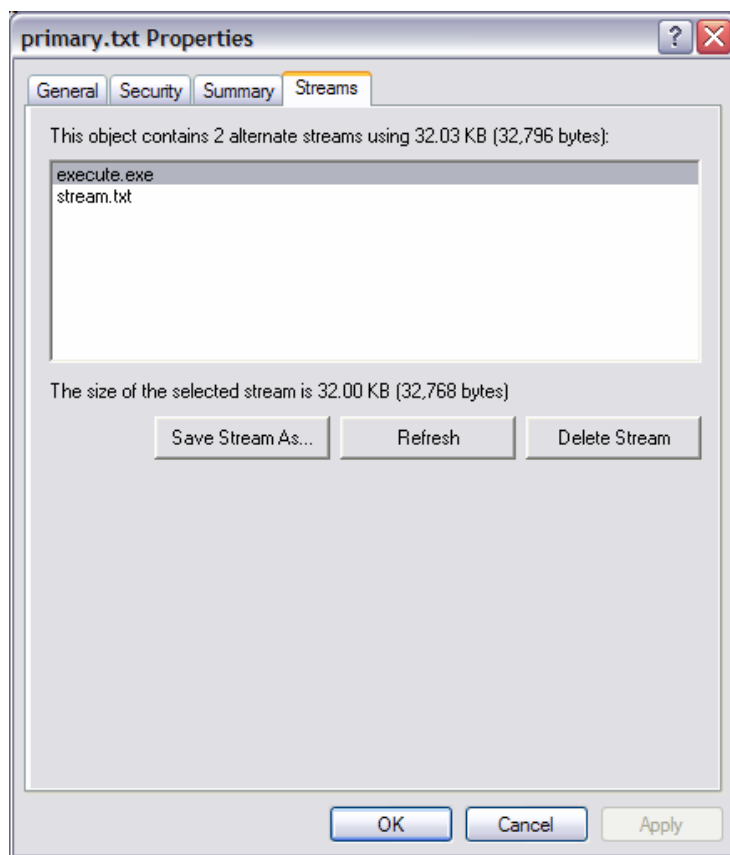 primary.txt Properties
General Security Summary Streams
This object contains 2 alternate streams using 32.03 KB (32,796 bytes):
execute.exe
stream.txt
The size of the selected stream is 32.00 KB (32,768 bytes)
Save Stream As... Refresh Delete Stream
OK Cancel Apply